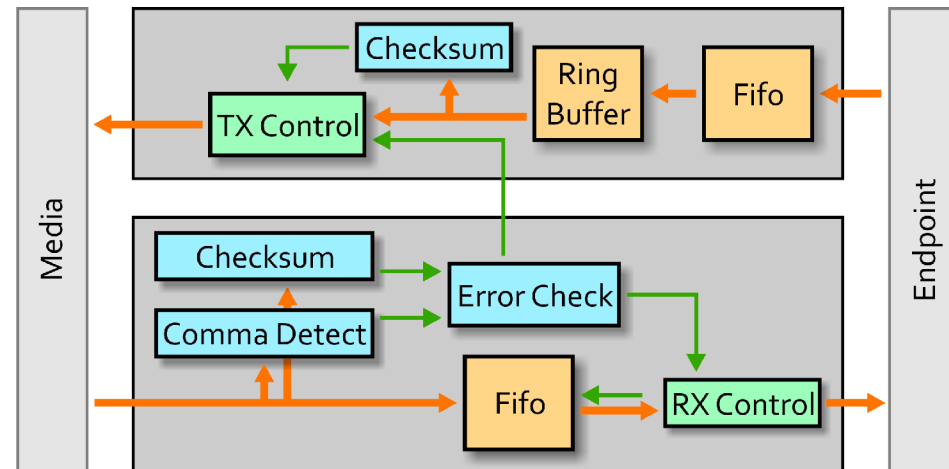 Media
Checksum
TX Control
Ring
Buffer
Fifo
Checksum
Comma Detect
Error Check
Fifo
RX Control
Endpoint